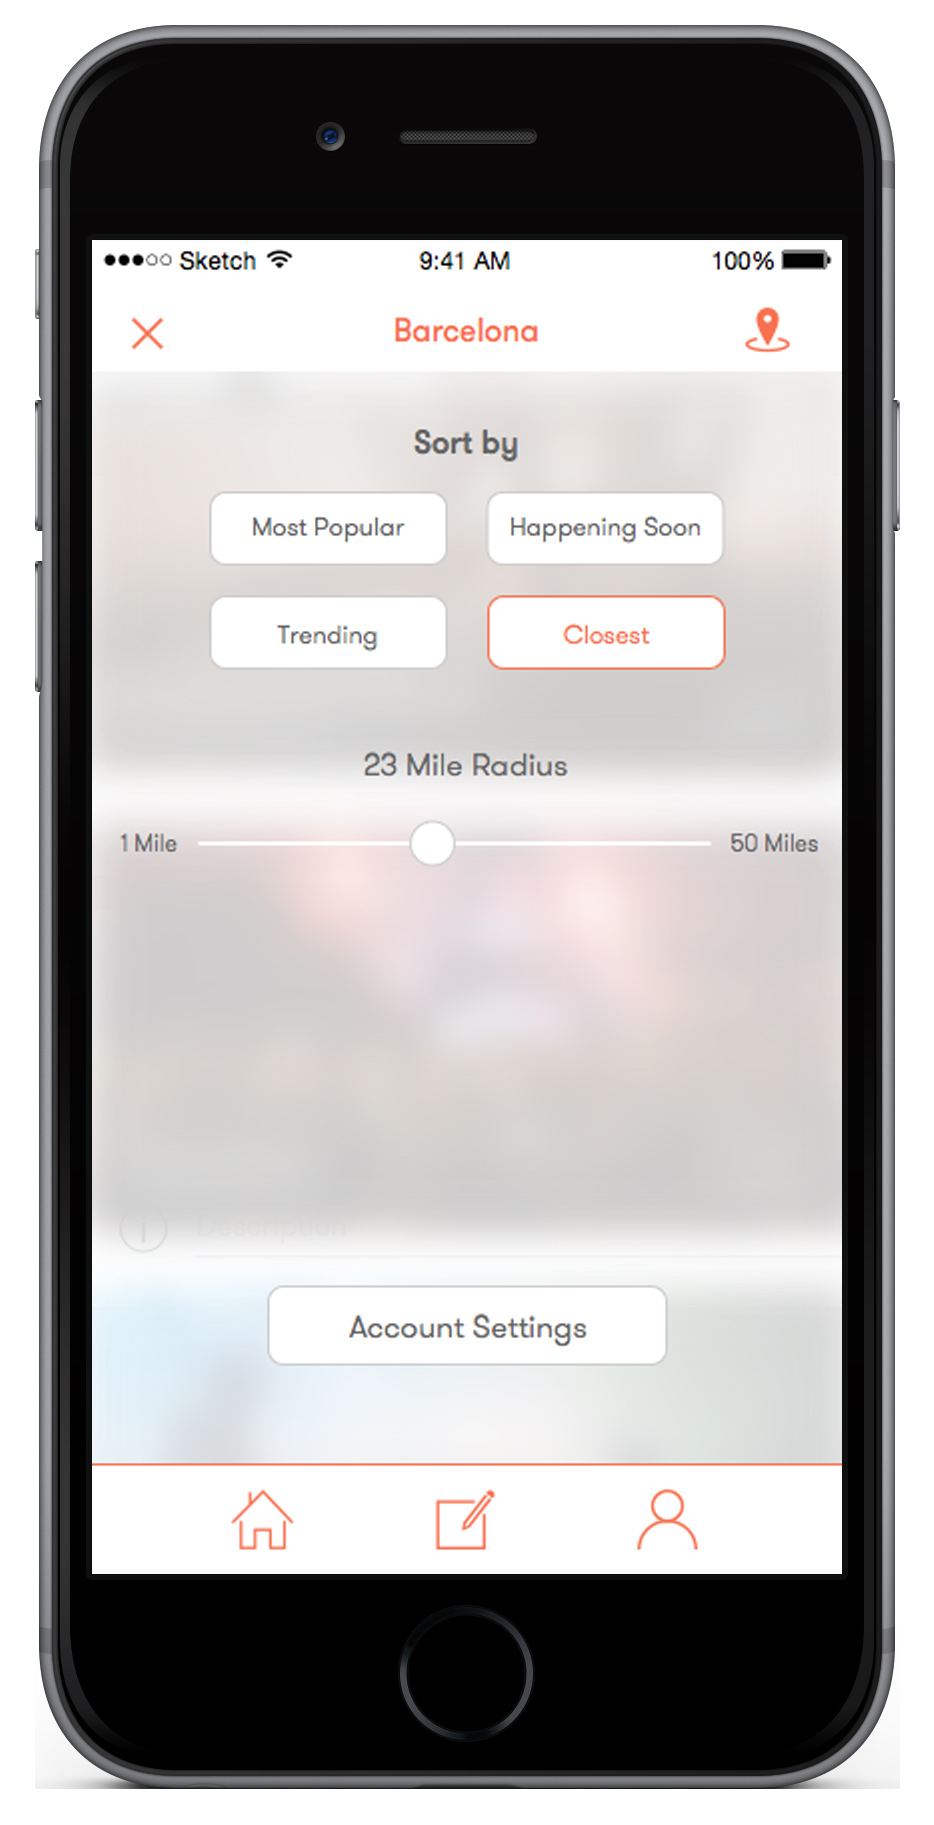 Sketch 9:41 AM 100%
Barcelona
Sort by
Most Popular Happening Soon
Trending Closest
23 Mile Radius
1 Mile 50 Miles
Description
Account Settings